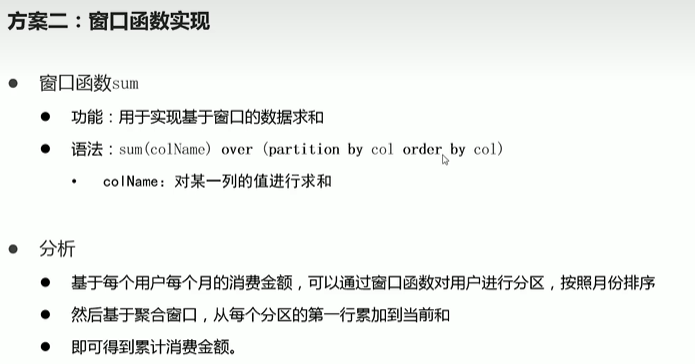 方案二：窗口函数实现
● 窗口函数sum
● 功能：用于实现基于窗口的数据求和
● 语法：sum(colName) over (partition by col order by col)
• colName：对某一列的值进行求和
● 分析
● 基于每个用户每个月的消费金额，可以通过窗口函数对用户进行分区，按照月份排序
● 然后基于聚合窗口，从每个分区的第一行累加到当前和
● 即可得到累计消费金额。